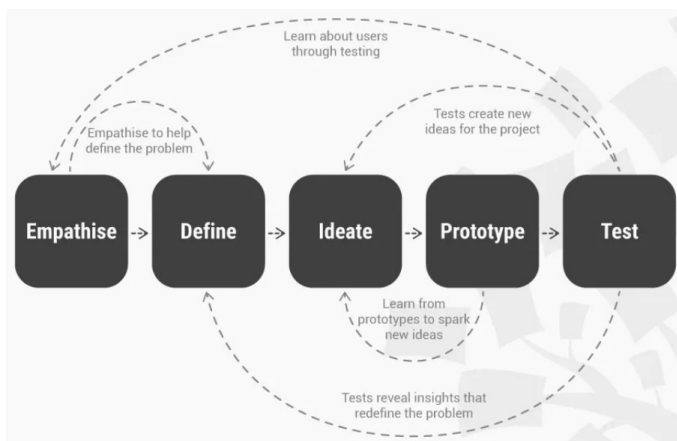 Learn about users
through testing
Tests create new
ideas for the project
Empathise to help
define the problem
Empathise
Define
Ideate
Prototype
Test
Learn from
prototypes to spark
new ideas
Tests reveal insights that
redefine the problem